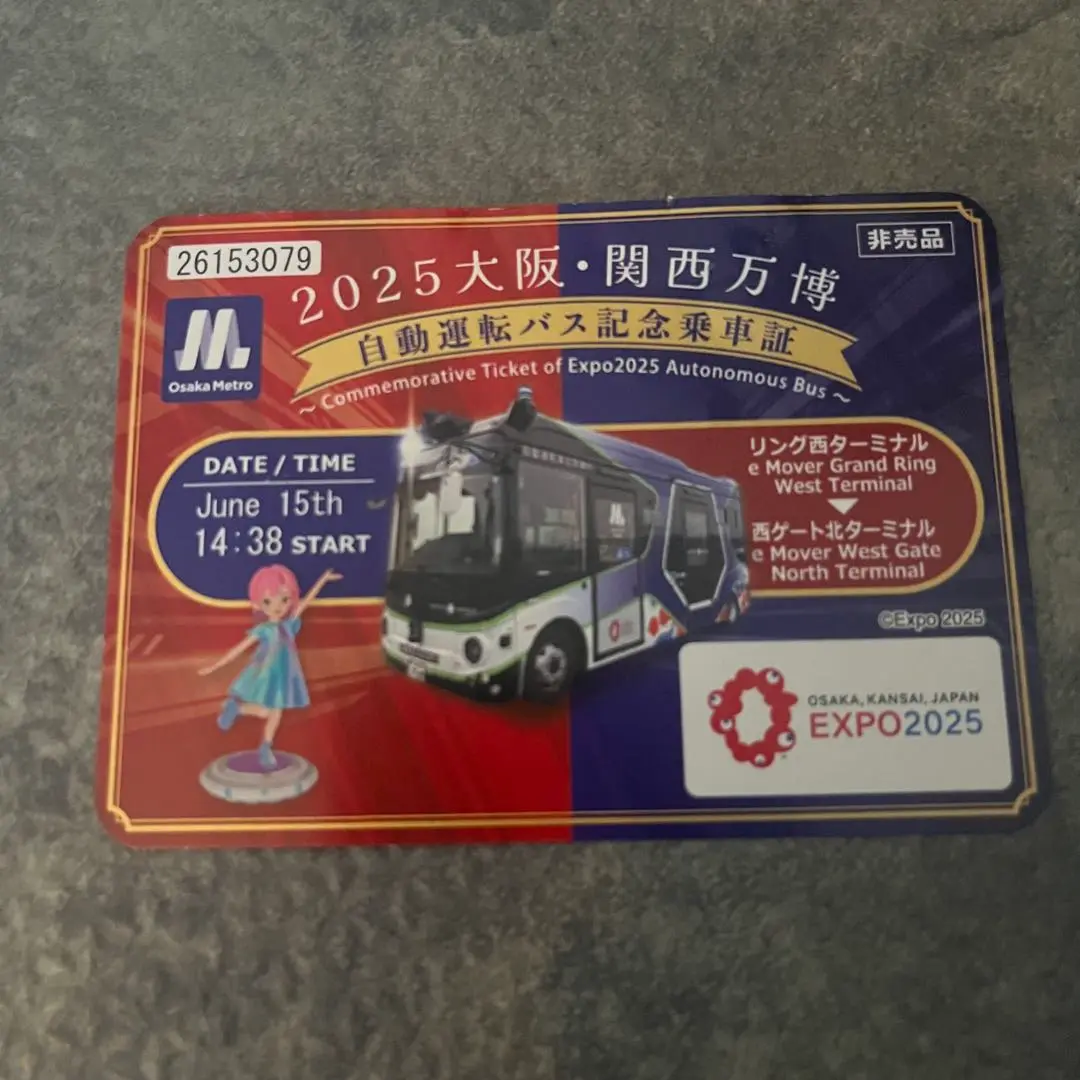 26153079
非売品
2025大阪・関西万博
自動運転バス記念乗車証
～ Commemorative Ticket of Expo2025 Autonomous Bus ～
Osaka Metro
DATE / TIME
June 15th
14:38 START
リング西ターミナル
e Mover Grand Ring
West Terminal
西ゲート北ターミナル
e Mover West Gate
North Terminal
©Expo 2025
OSAKA, KANSAI, JAPAN
EXPO2025